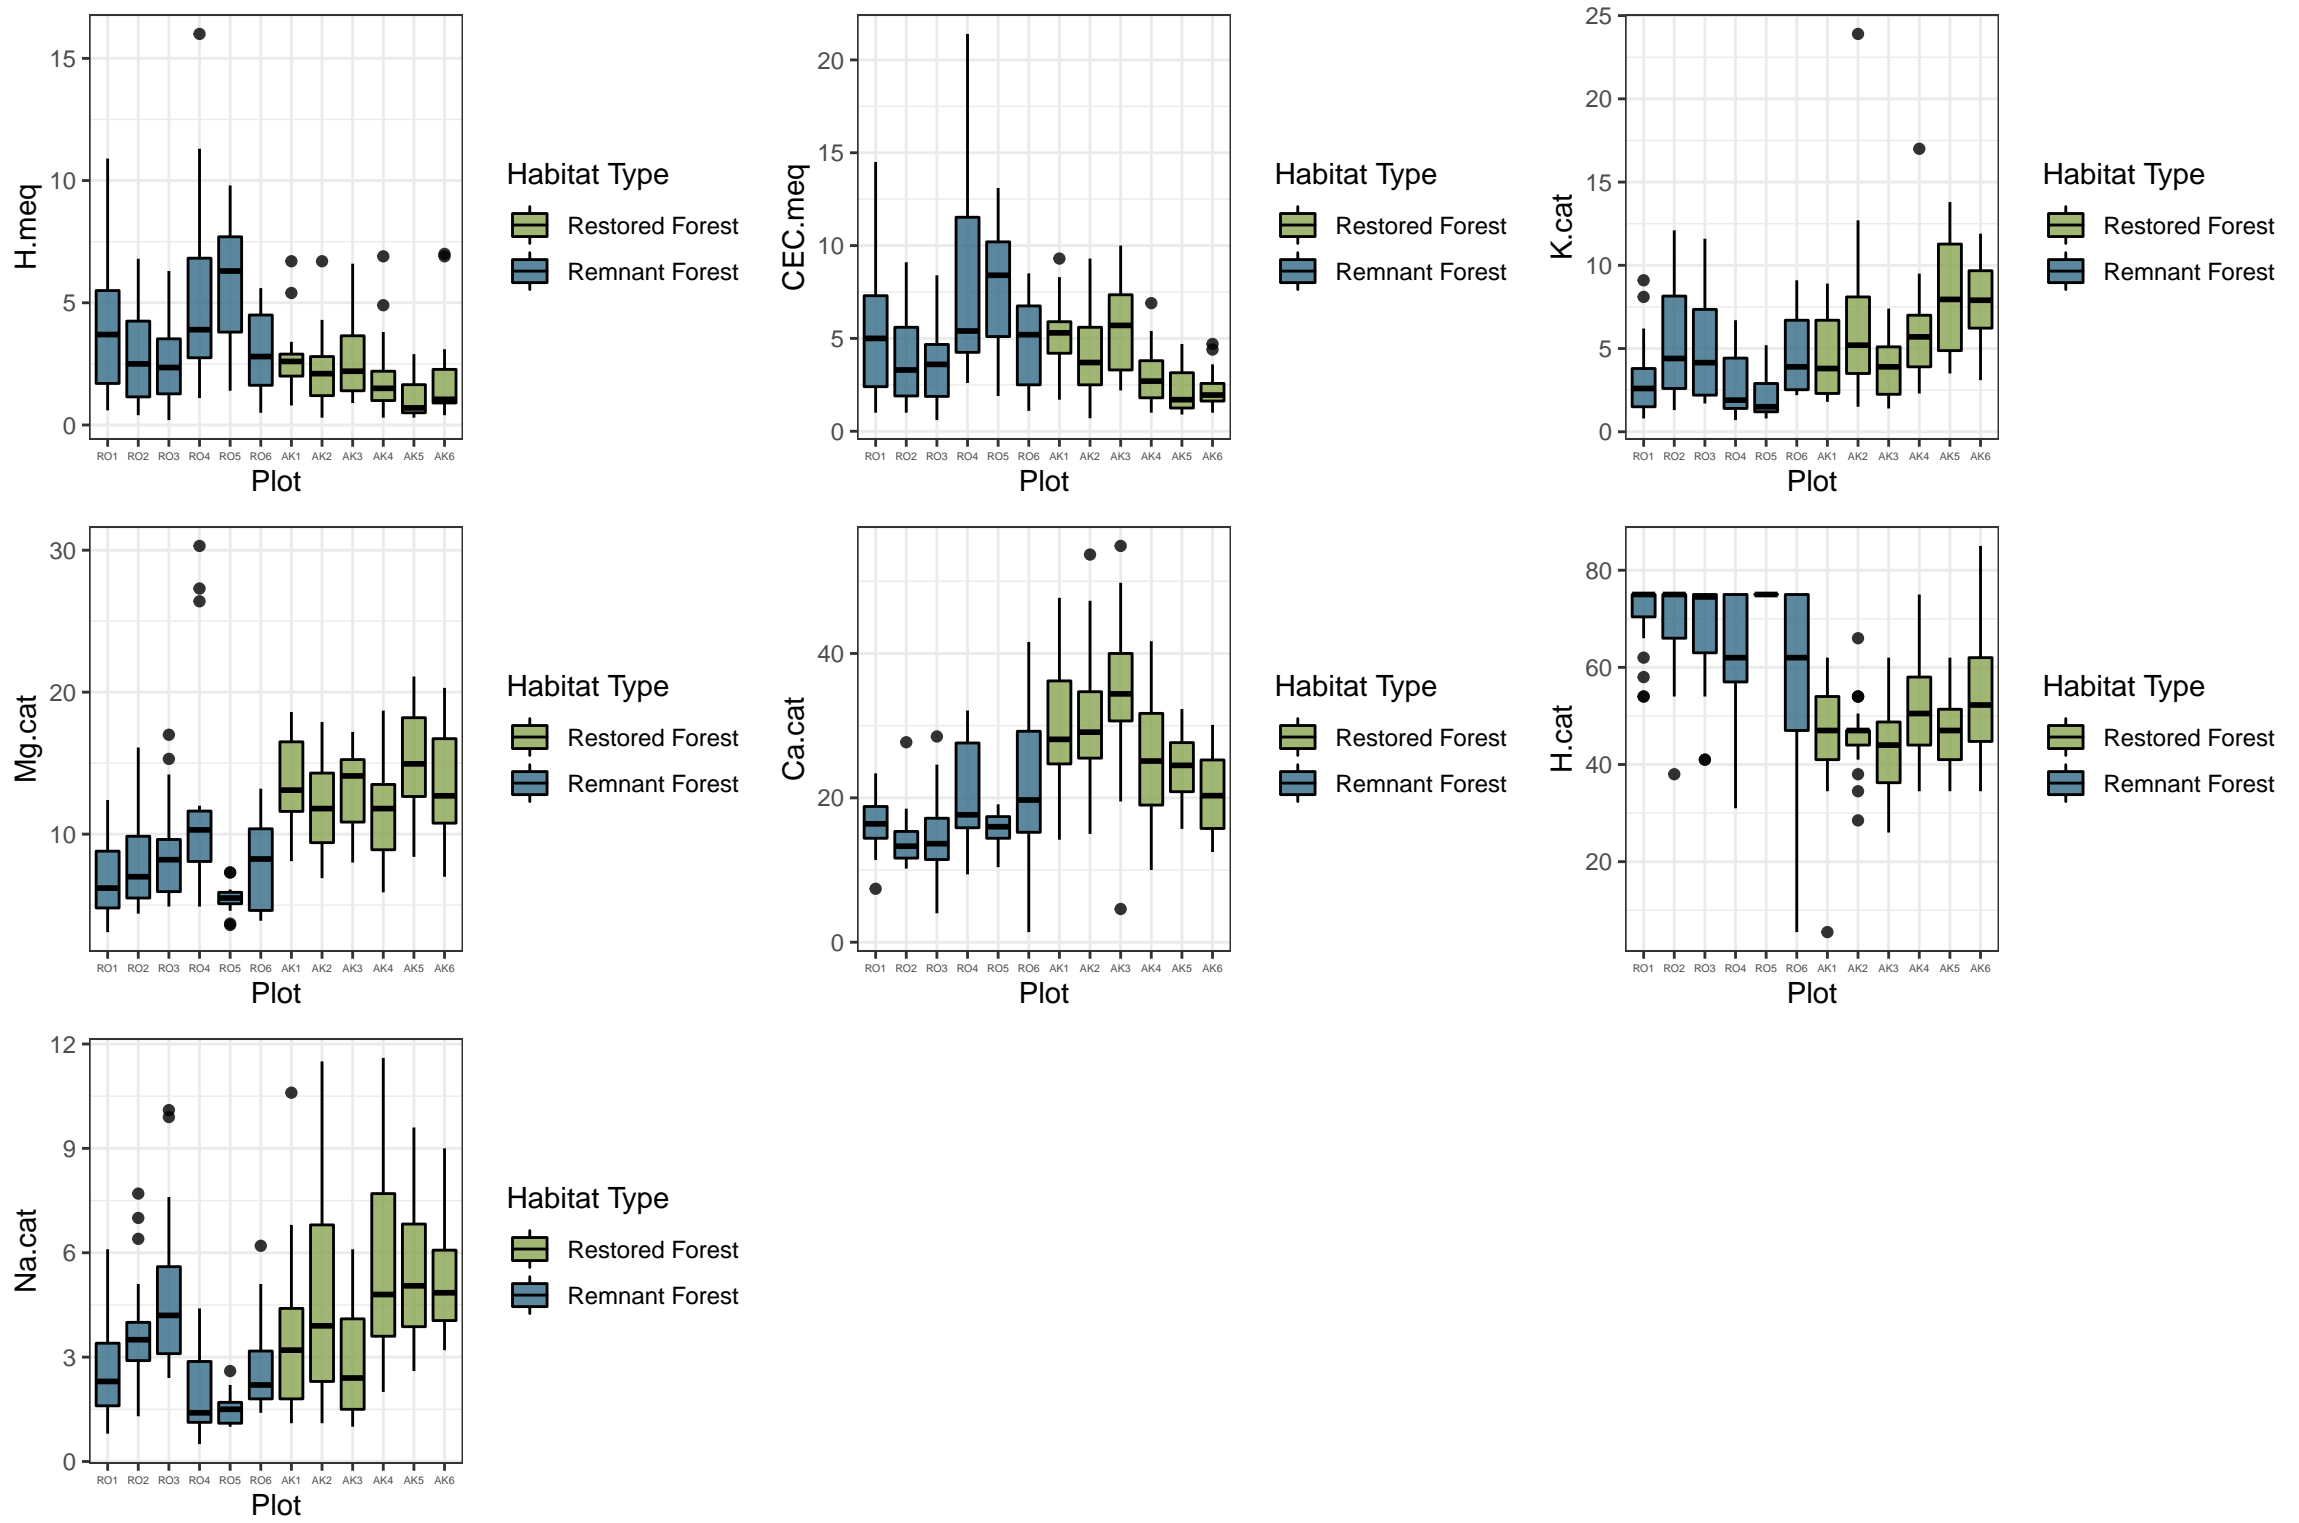 H.meq
15
10
5
0
RO1 RO2 RO3 RO4 RO5 RO6 AK1 AK2 AK3 AK4 AK5 AK6
Plot
Habitat Type
Restored Forest
Remnant Forest
CEC.meq
20
15
10
5
0
RO1 RO2 RO3 RO4 RO5 RO6 AK1 AK2 AK3 AK4 AK5 AK6
Plot
Habitat Type
Restored Forest
Remnant Forest
K.cat
25
20
15
10
5
0
RO1 RO2 RO3 RO4 RO5 RO6 AK1 AK2 AK3 AK4 AK5 AK6
Plot
Habitat Type
Restored Forest
Remnant Forest
Mg.cat
30
20
10
RO1 RO2 RO3 RO4 RO5 RO6 AK1 AK2 AK3 AK4 AK5 AK6
Plot
Habitat Type
Restored Forest
Remnant Forest
Ca.cat
40
20
0
RO1 RO2 RO3 RO4 RO5 RO6 AK1 AK2 AK3 AK4 AK5 AK6
Plot
Habitat Type
Restored Forest
Remnant Forest
H.cat
80
60
40
20
RO1 RO2 RO3 RO4 RO5 RO6 AK1 AK2 AK3 AK4 AK5 AK6
Plot
Habitat Type
Restored Forest
Remnant Forest
Na.cat
12
9
6
3
0
RO1 RO2 RO3 RO4 RO5 RO6 AK1 AK2 AK3 AK4 AK5 AK6
Plot
Habitat Type
Restored Forest
Remnant Forest